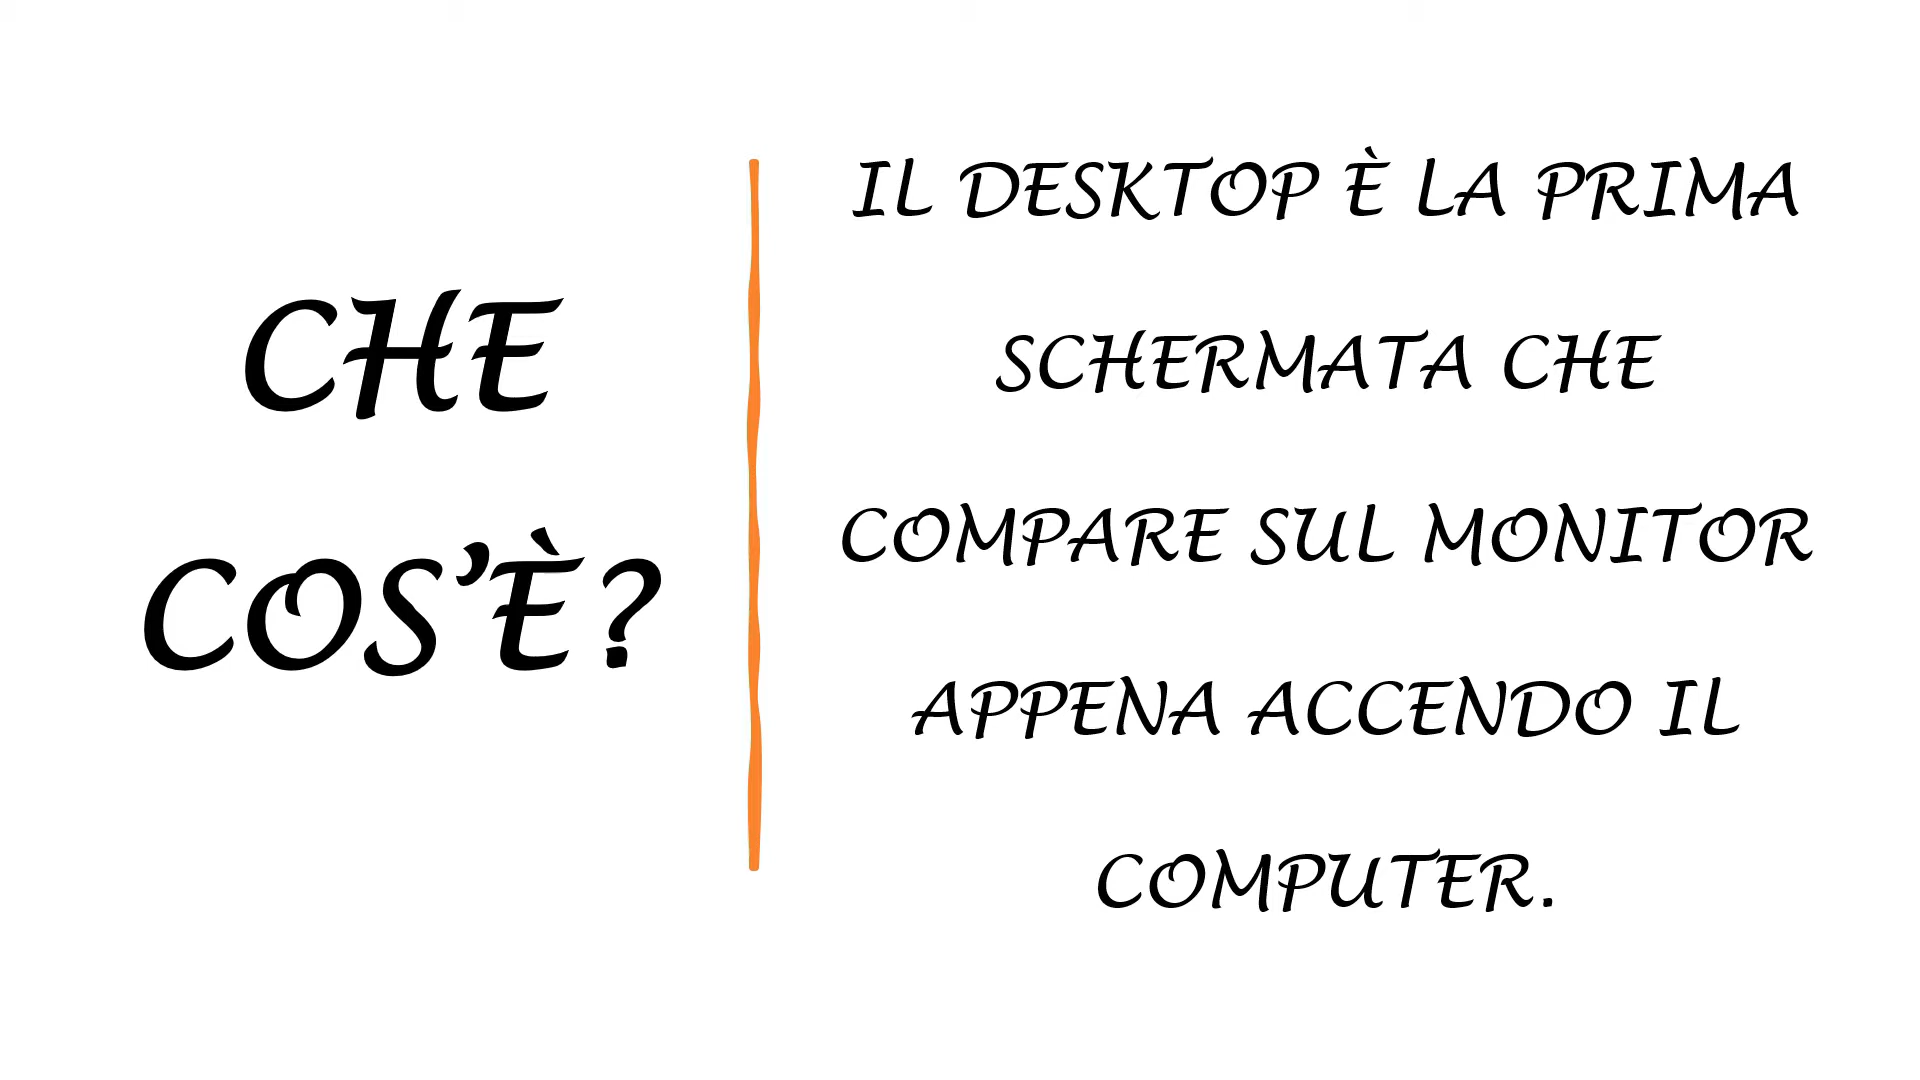 CHE
COS’È?
IL DESKTOP È LA PRIMA
SCHERMATA CHE
COMPARE SUL MONITOR
APPENA ACCENDO IL
COMPUTER.